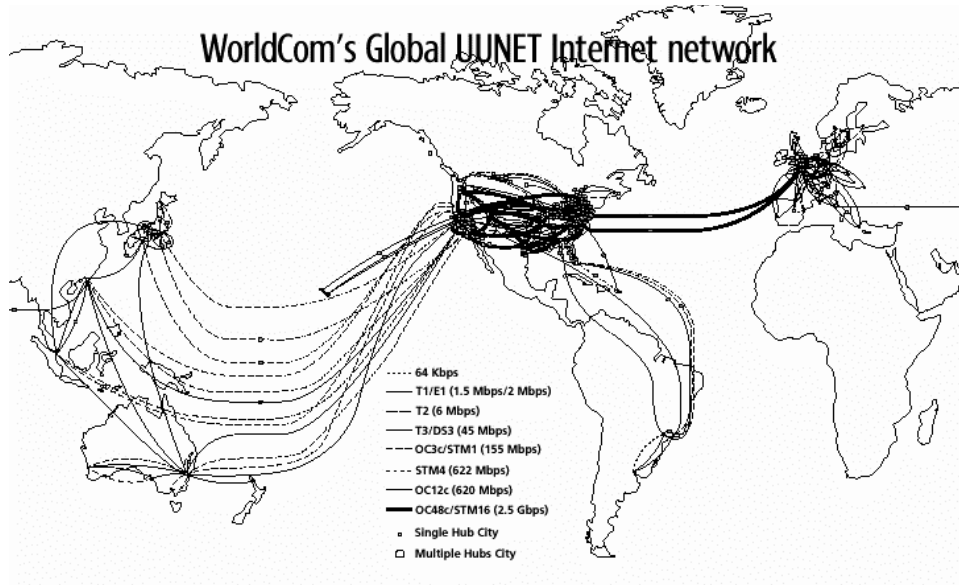 WorldCom's Global UUNET Internet network
64 Kbps
T1/E1 (1.5 Mbps/2 Mbps)
T2 (6 Mbps)
T3/DS3 (45 Mbps)
OC3c/STM1 (155 Mbps)
STM4 (622 Mbps)
OC12c (620 Mbps)
OC48c/STM16 (2.5 Gbps)
Single Hub City
Multiple Hubs City